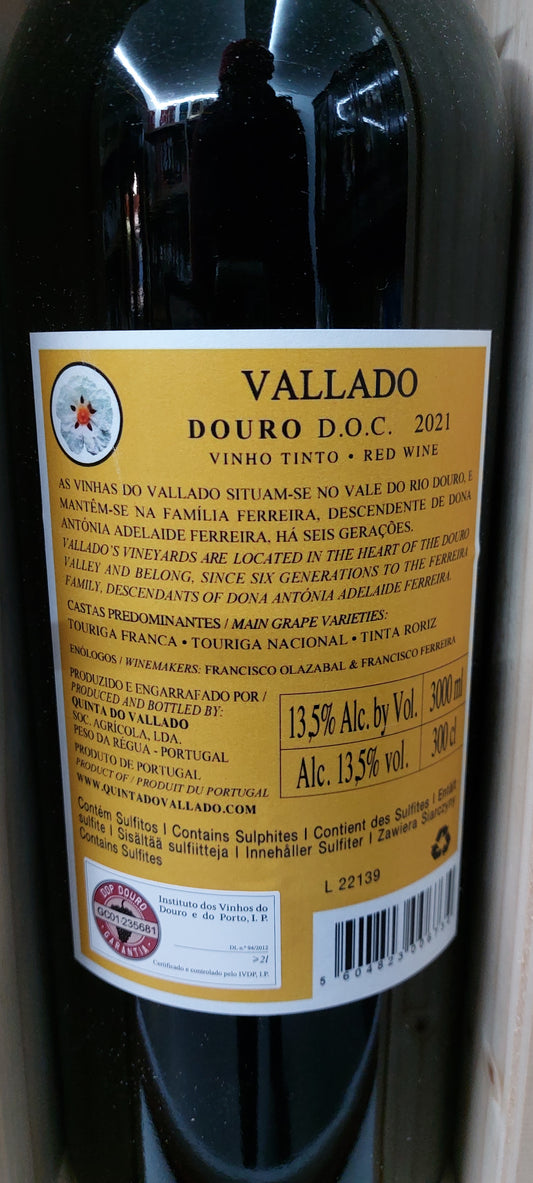 VALLADO
DOURO D.O.C. 2021
VINHO TINTO • RED WINE
AS VINHAS DO VALLADO SITUAM-SE NO VALE DO RIO DOURO, E
MANTÊM-SE NA FAMÍLIA FERREIRA, DESCENDENTE DE DONA
ANTÓNIA ADELAIDE FERREIRA, HÁ SEIS GERAÇÕES.
VALLADO'S VINEYARDS ARE LOCATED IN THE HEART OF THE DOURO
VALLEY AND BELONG, SINCE SIX GENERATIONS TO THE FERREIRA
FAMILY, DESCENDANTS OF DONA ANTÓNIA ADELAIDE FERREIRA.
CASTAS PREDOMINANTES / MAIN GRAPE VARIETIES:
TOURIGA FRANCA • TOURIGA NACIONAL • TINTA RORIZ
ENÓLOGOS / WINEMAKERS: FRANCISCO OLAZABAL & FRANCISCO FERREIRA
PRODUZIDO E ENGARRAFADO POR /
PRODUCED AND BOTTLED BY:
QUINTA DO VALLADO
SOC. AGRÍCOLA, LDA.
PESO DA RÉGUA - PORTUGAL
PRODUTO DE PORTUGAL
PRODUCT OF / PRODUIT DU PORTUGAL
WWW.QUINTADOVALLADO.COM
13,5% Alc. by Vol. 3000 ml
Alc. 13,5% vol. 300 cl
Contém Sulfitos | Contains Sulphites | Contient des Sulfites | Enthält
sulfite | Sisältää sulfiitteja | Innehåller Sulfiter | Zawiera Siarczyny
Contains Sulfites
L 22139
DOP DOURO
GC01-235681
GARANTIA
Instituto dos Vinhos do
Douro e do Porto, I. P.
DL n.º 94/2012
≥2l
Certificado e controlado pelo IVDP, I.P.